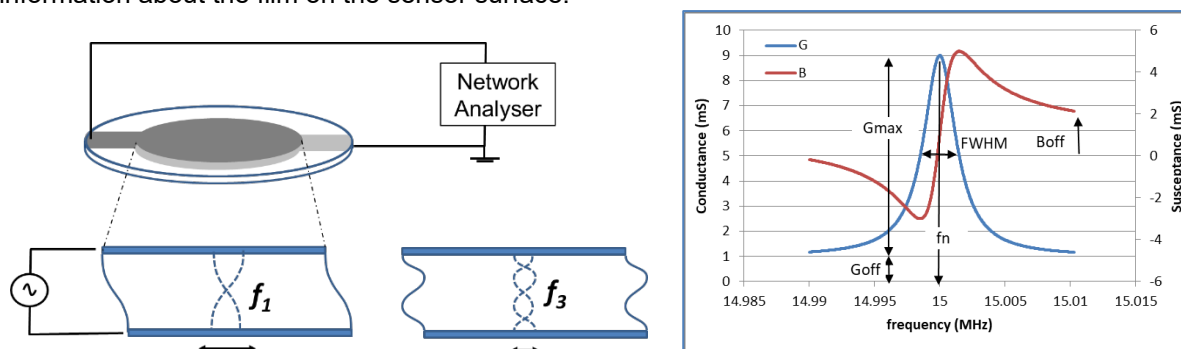 information about the film on the sensor surface.
Network
Analyser
f1
f3
G
B
Gmax
FWHM
Boff
fn
Goff
Conductance (mS)
10
9
8
7
6
5
4
3
2
1
0
Susceptance (mS)
6
4
2
0
-2
-4
-6
14.985
14.99
14.995
15
15.005
15.01
15.015
frequency (MHz)